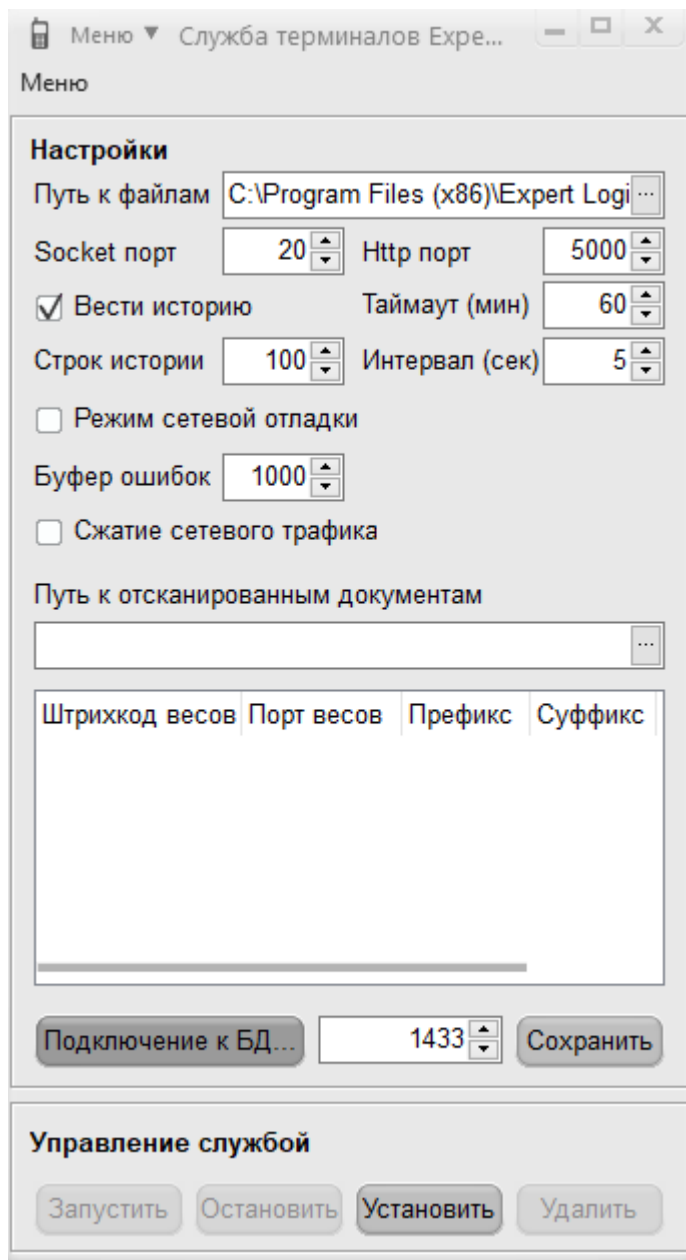 Меню ▼ Служба терминалов Expe...
Меню
Настройки
Путь к файлам C:\Program Files (x86)\Expert Logi ...
Socket порт 20 Http порт 5000
Вести историю Таймаут (мин) 60
Строк истории 100 Интервал (сек) 5
Режим сетевой отладки
Буфер ошибок 1000
Сжатие сетевого трафика
Путь к отсканированным документам
...
Штрихкод весов Порт весов Префикс Суффикс
Подключение к БД... 1433 Сохранить
Управление службой
Запустить Остановить Установить Удалить